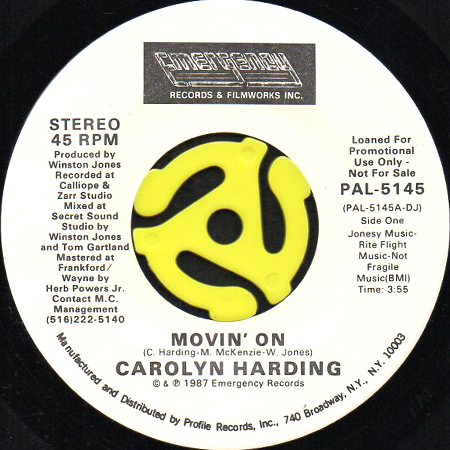 Emergency
RECORDS & FILMWORKS INC.
STEREO
45 RPM
Produced by
Winston Jones
Recorded at
Calliope &
Zarr Studio
Mixed at
Secret Sound
Studio by
Winston Jones
and Tom Gartland
Mastered at
Frankford/
Wayne by
Herb Powers Jr.
Contact M.C.
Management
(516)222-5140
Loaned For
Promotional
Use Only -
Not For Sale
PAL-5145
(PAL-5145A-DJ)
Side One
Jonesy Music-
Rite Flight
Music-Not
Fragile
Music(BMI)
Time: 3:55
MOVIN' ON
(C. Harding-M. McKenzie-W. Jones)
CAROLYN HARDING
© & ℗ 1987 Emergency Records
Manufactured and Distributed by Profile Records, Inc., 740 Broadway, N.Y., N.Y. 10003